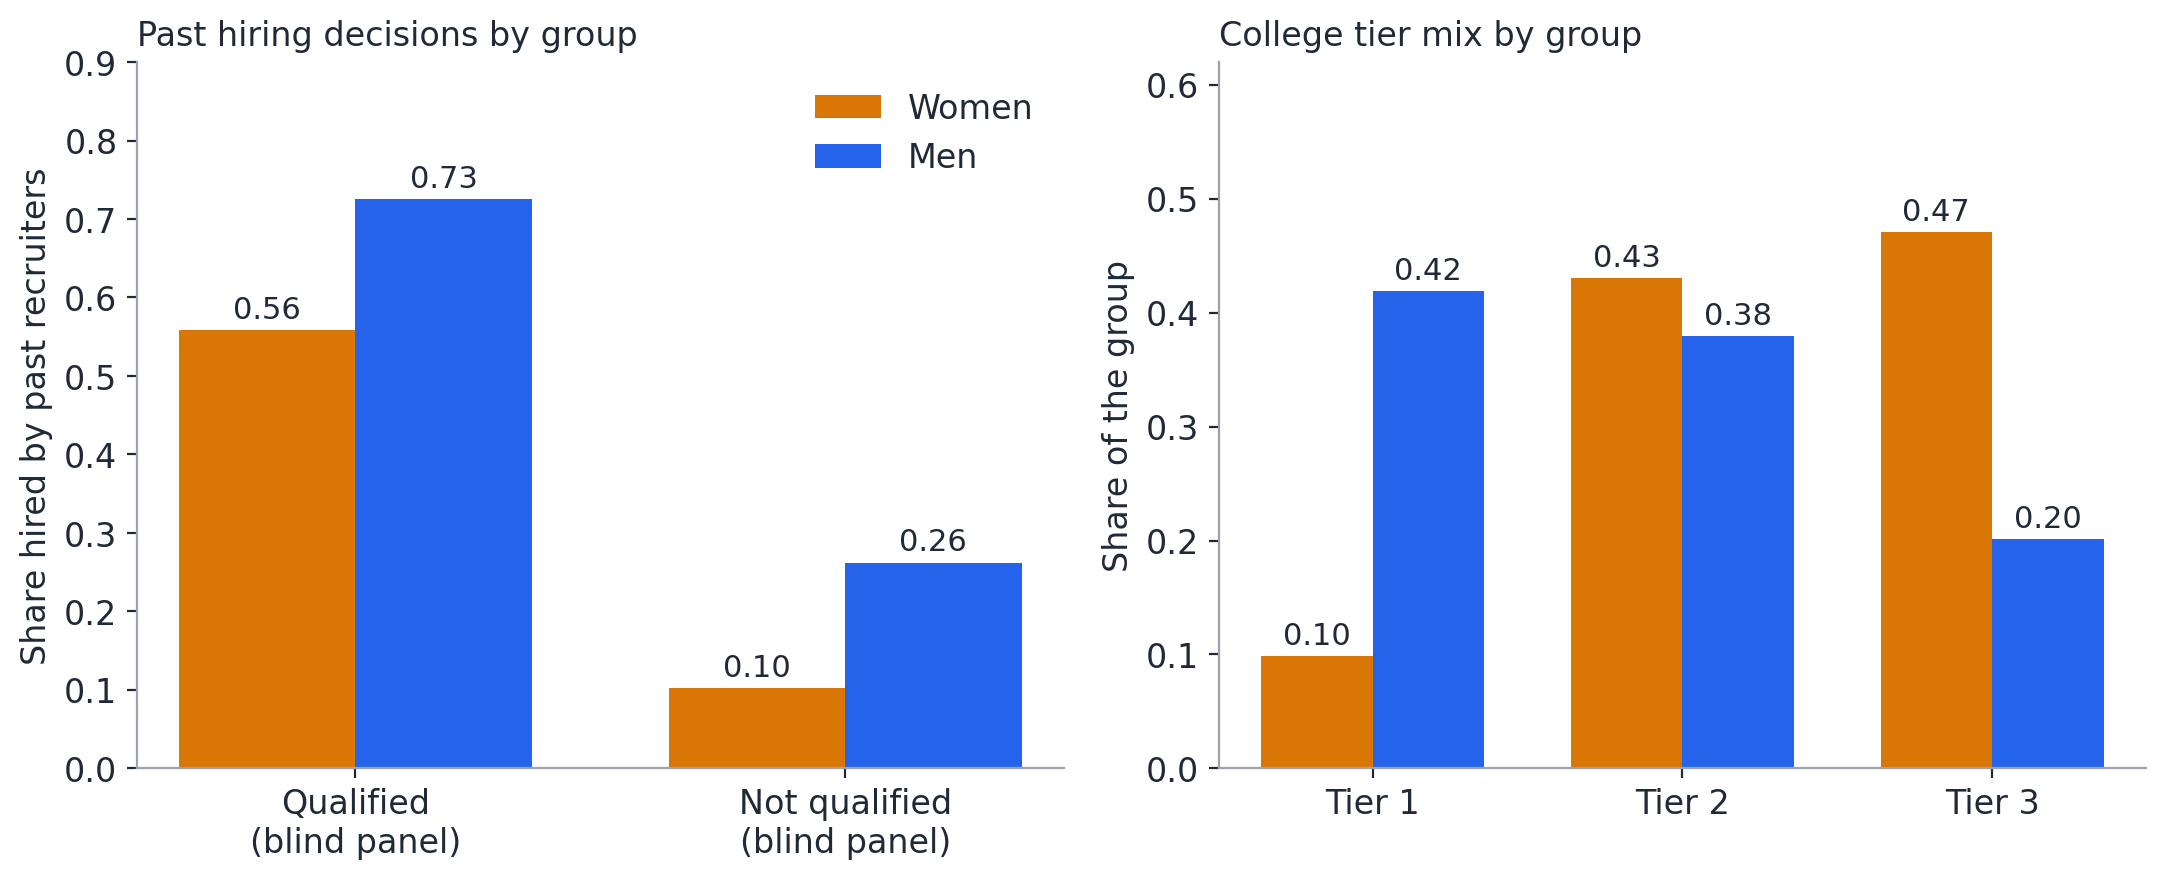 Past hiring decisions by group
Share hired by past recruiters
0.9
0.8
0.7
0.6
0.5
0.4
0.3
0.2
0.1
0.0
Women
Men
0.56
0.73
0.10
0.26
Qualified
(blind panel)
Not qualified
(blind panel)
College tier mix by group
Share of the group
0.6
0.5
0.4
0.3
0.2
0.1
0.0
0.10
0.42
0.43
0.38
0.47
0.20
Tier 1
Tier 2
Tier 3